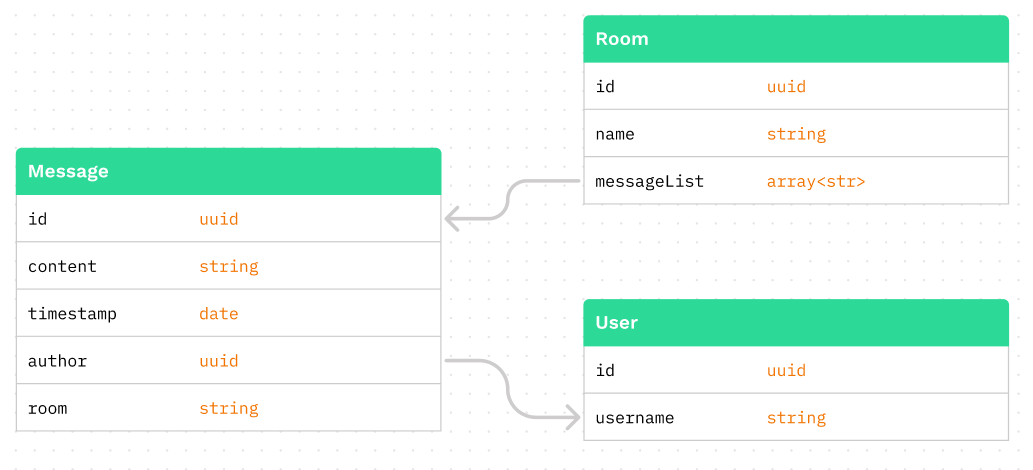 Room
id uuid
name string
messageList array<str>
Message
id uuid
content string
timestamp date
author uuid
room string
User
id uuid
username string